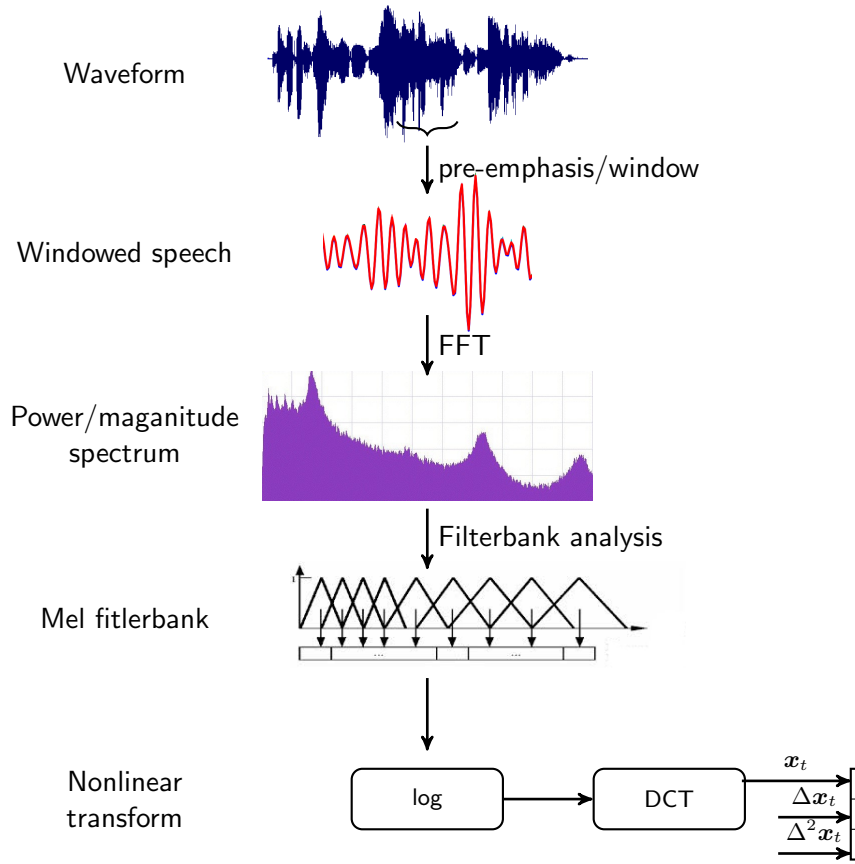 Waveform
pre-emphasis/window
Windowed speech
FFT
Power/maganitude
spectrum
Filterbank analysis
1
Mel fitlerbank
... ...
Nonlinear
transform
log
DCT
x_t
Δx_t
Δ²x_t